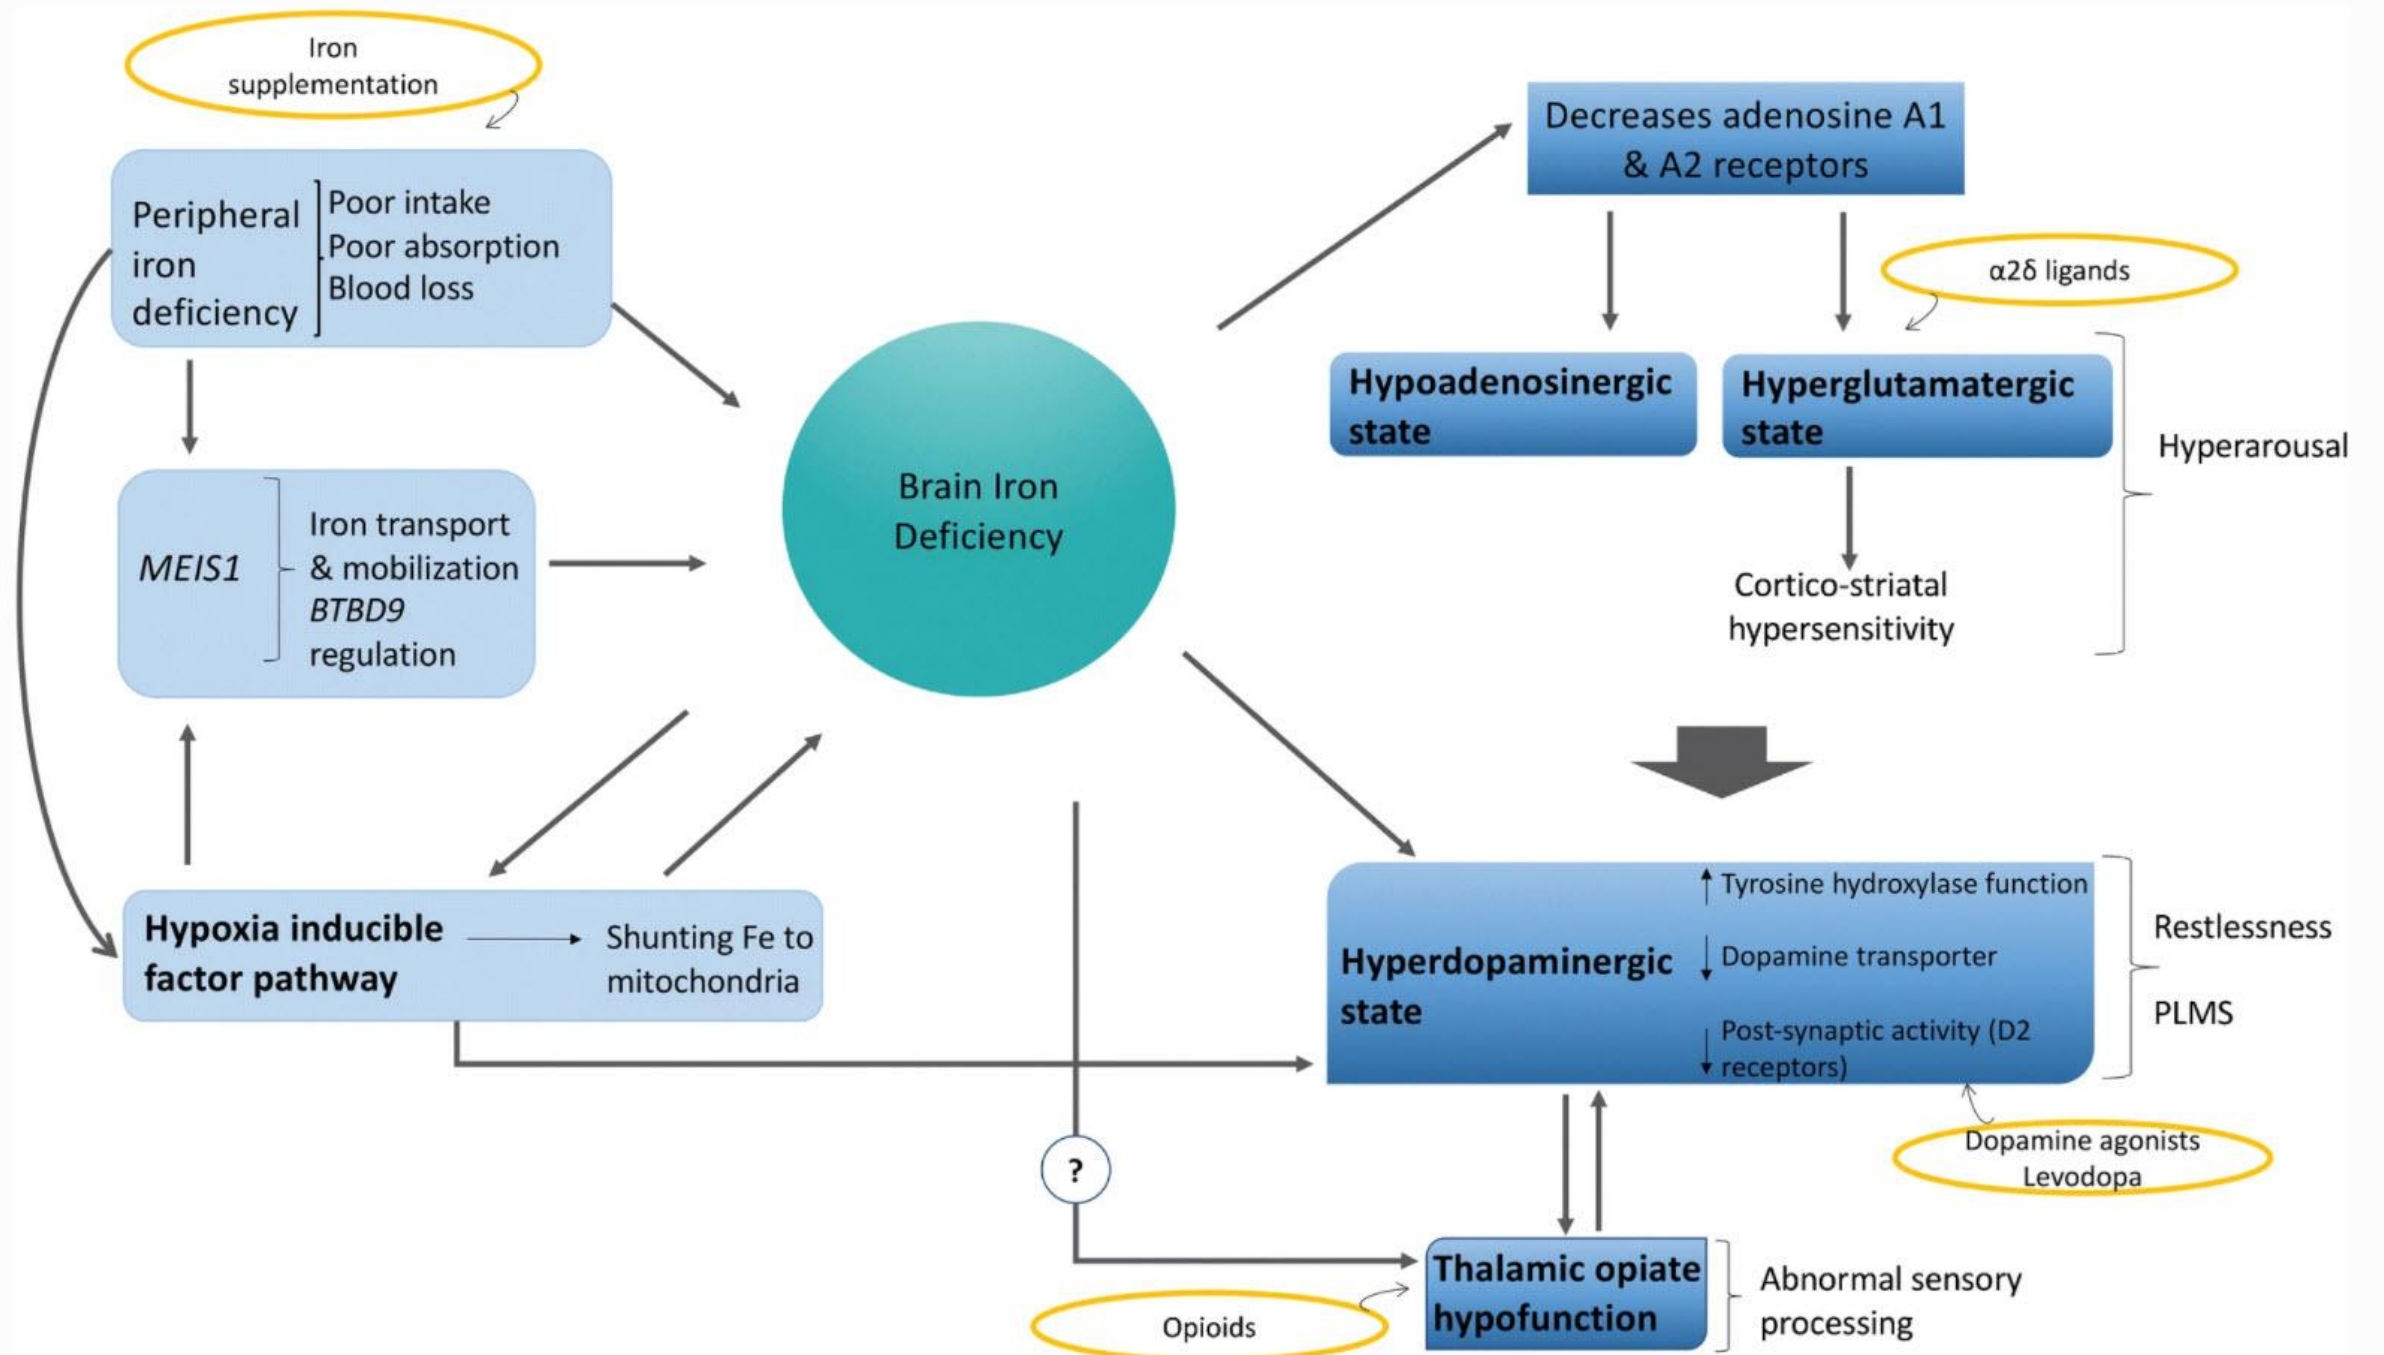 Iron
supplementation
Peripheral
iron
deficiency
Poor intake
Poor absorption
Blood loss
MEIS1
Iron transport
& mobilization
BTBD9
regulation
Hypoxia inducible
factor pathway
Shunting Fe to
mitochondria
Brain Iron
Deficiency
?
Decreases adenosine A1
& A2 receptors
α2δ ligands
Hypoadenosinergic
state
Hyperglutamatergic
state
Hyperarousal
Cortico-striatal
hypersensitivity
Hyperdopaminergic
state
Tyrosine hydroxylase function
Dopamine transporter
Post-synaptic activity (D2
receptors)
Restlessness
PLMS
Dopamine agonists
Levodopa
Thalamic opiate
hypofunction
Abnormal sensory
processing
Opioids